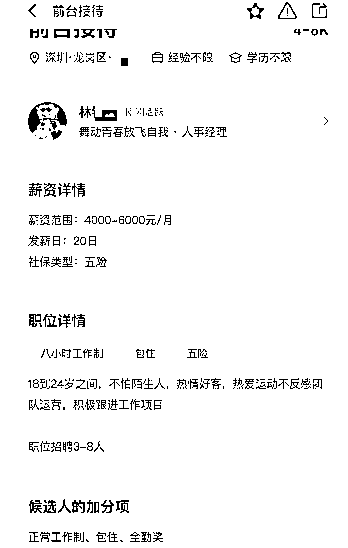 前台接待
前台接待
4-6K
深圳·龙岗区·
经验不限
学历不限
林
舞动青春放飞自我·人事经理
薪资详情
薪资范围：4000~6000元/月
发薪日：20日
社保类型：五险
职位详情
八小时工作制 包住 五险
18到24岁之间，不怕陌生人，热情好客，热爱运动不反感团
队运营，积极跟进工作项目
职位招聘3-8人
候选人的加分项
正常工作制、包住、全勤奖